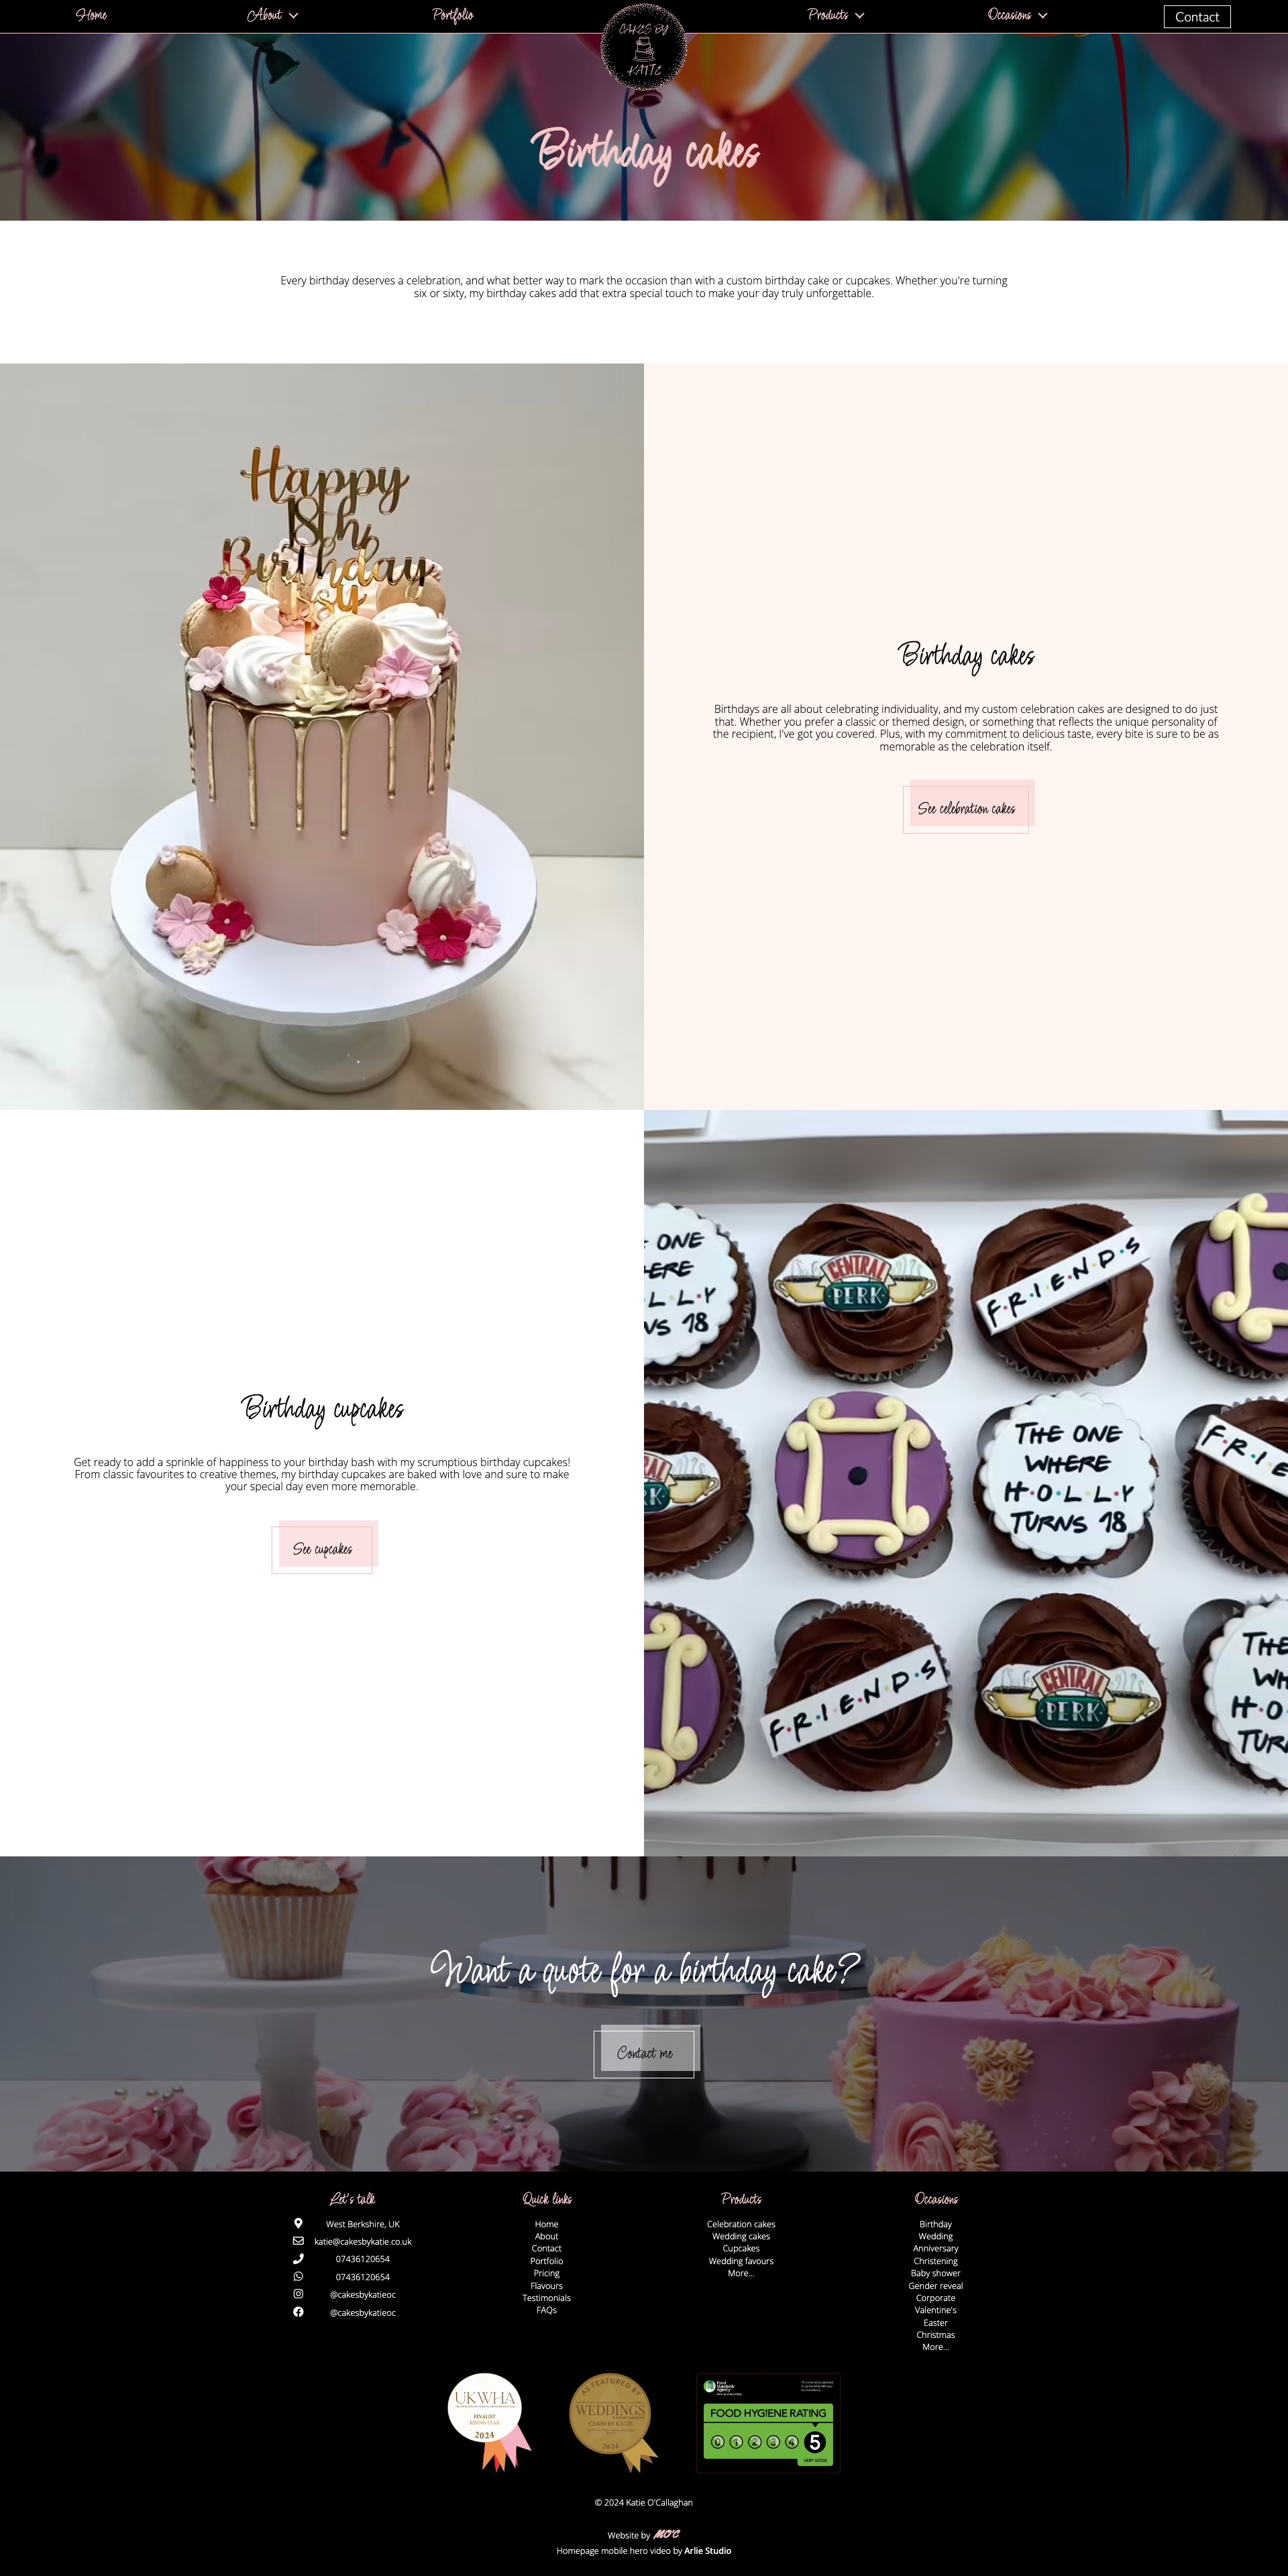 Home
About
Portfolio
CAKES BY
KATIE
Products
Occasions
Contact
Birthday cakes
Every birthday deserves a celebration, and what better way to mark the occasion than with a custom birthday cake or cupcakes. Whether you're turning
six or sixty, my birthday cakes add that extra special touch to make your day truly unforgettable.
Happy
18th
Birthday
Issy
Birthday cakes
Birthdays are all about celebrating individuality, and my custom celebration cakes are designed to do just
that. Whether you prefer a classic or themed design, or something that reflects the unique personality of
the recipient, I've got you covered. Plus, with my commitment to delicious taste, every bite is sure to be as
memorable as the celebration itself.
See celebration cakes
Birthday cupcakes
Get ready to add a sprinkle of happiness to your birthday bash with my scrumptious birthday cupcakes!
From classic favourites to creative themes, my birthday cupcakes are baked with love and sure to make
your special day even more memorable.
See cupcakes
ONE
ERE
LLY
NS 18
CENTRAL
PERK
F•R•I•E•N•D•S
RK
THE ONE
WHERE
H•O•L•L•Y
TURNS 18
F•R•I•E
F•R•I•E•N•D•S
CENTRAL
PERK
THE
WH
H•O
TUR
Want a quote for a birthday cake?
Contact me
Let's talk
West Berkshire, UK
katie@cakesbykatie.co.uk
07436120654
07436120654
@cakesbykatieoc
@cakesbykatieoc
Quick links
Home
About
Contact
Portfolio
Pricing
Flavours
Testimonials
FAQs
Products
Celebration cakes
Wedding cakes
Cupcakes
Wedding favours
More...
Occasions
Birthday
Wedding
Anniversary
Christening
Baby shower
Gender reveal
Corporate
Valentine's
Easter
Christmas
More...
UKWHA
FINALIST
RISING STAR
2024
AS FEATURED BY
WEDDINGS
CAKES BY KATIE
2024
Food
Standards
Agency
FOOD HYGIENE RATING
0 1 2 3 4 5
VERY GOOD
© 2024 Katie O'Callaghan
Website by MO'C
Homepage mobile hero video by Arlie Studio